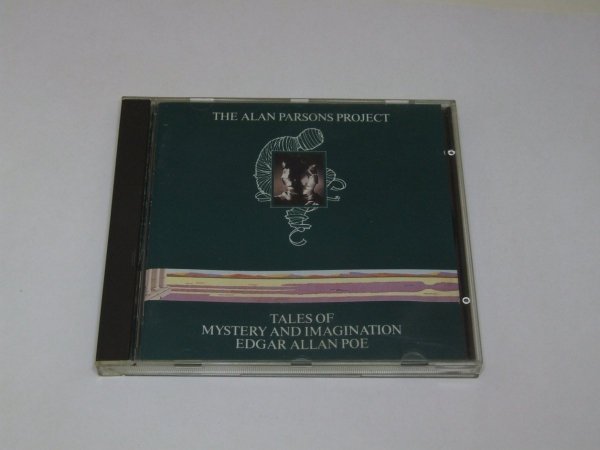 THE ALAN PARSONS PROJECT
TALES OF
MYSTERY AND IMAGINATION
EDGAR ALLAN POE